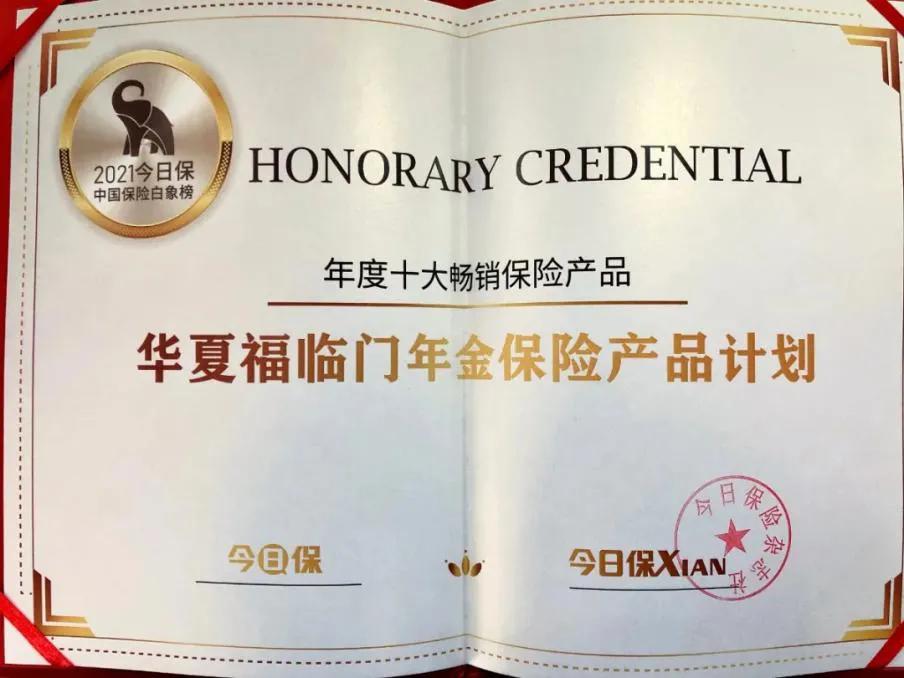 2021今日保
中国保险白象榜
HONORARY CREDENTIAL
年度十大畅销保险产品
华夏福临门年金保险产品计划
今日保
今日保XIAN
今日保险杂志社